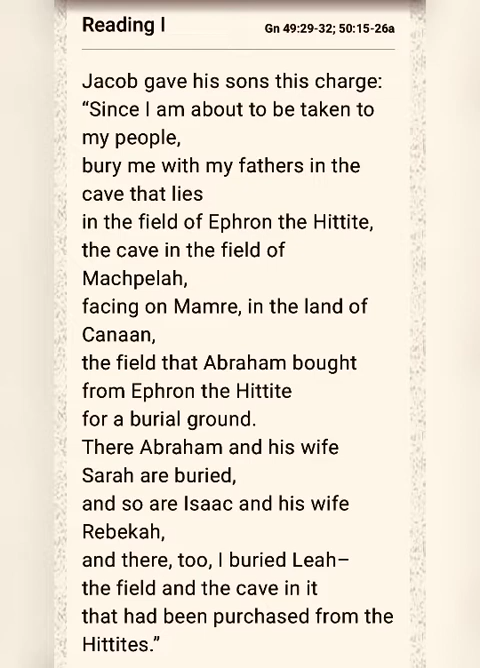 Reading I Gn 49:29-32; 50:15-26a
Jacob gave his sons this charge:
“Since I am about to be taken to
my people,
bury me with my fathers in the
cave that lies
in the field of Ephron the Hittite,
the cave in the field of
Machpelah,
facing on Mamre, in the land of
Canaan,
the field that Abraham bought
from Ephron the Hittite
for a burial ground.
There Abraham and his wife
Sarah are buried,
and so are Isaac and his wife
Rebekah,
and there, too, I buried Leah–
the field and the cave in it
that had been purchased from the
Hittites.”